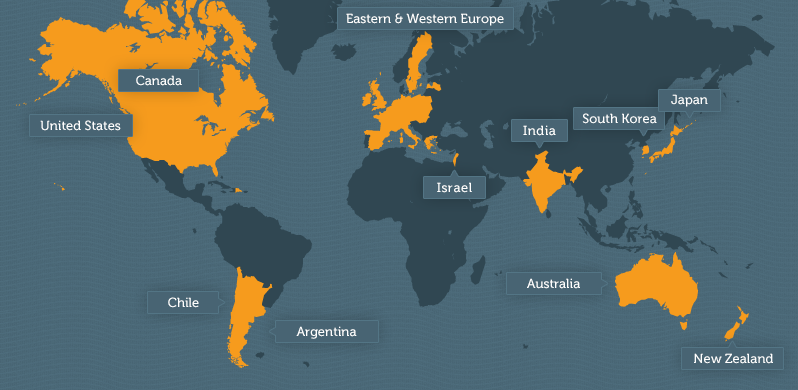 Eastern & Western Europe
Canada
Japan
South Korea
United States
India
Israel
Australia
Chile
Argentina
New Zealand